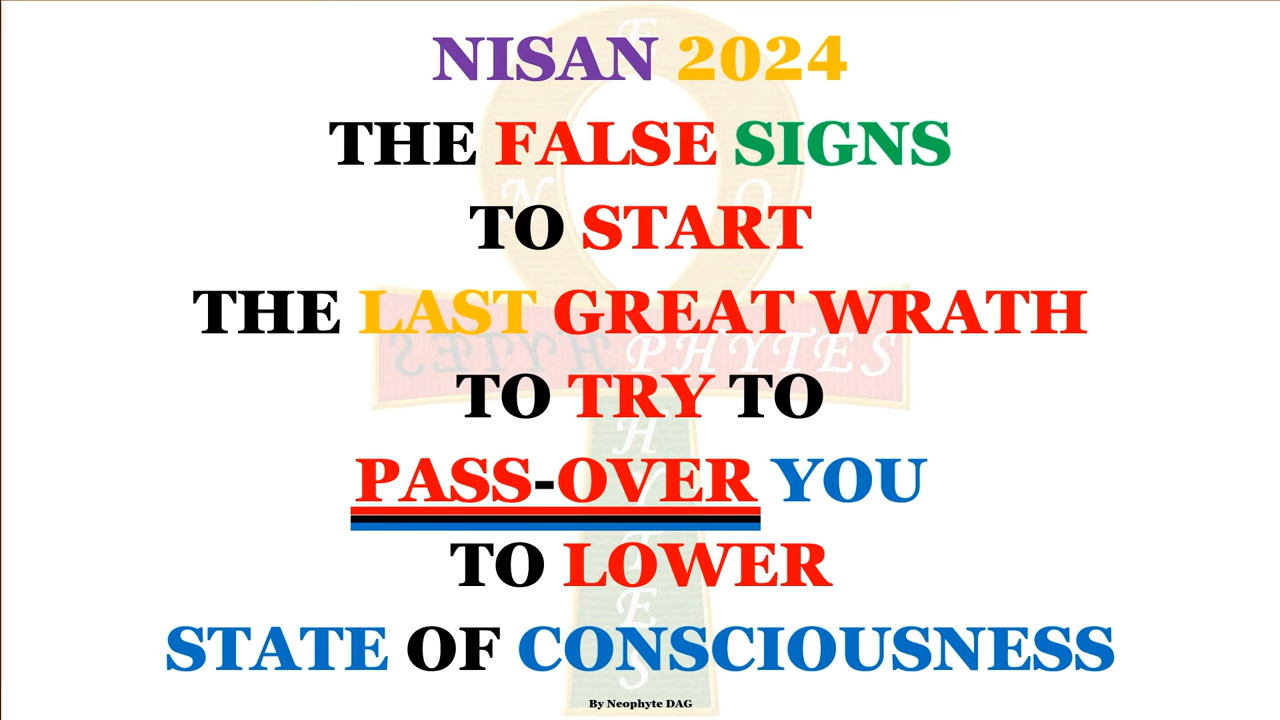 NISAN 2024
THE FALSE SIGNS
TO START
THE LAST GREAT WRATH
TO TRY TO
PASS-OVER YOU
TO LOWER
STATE OF CONSCIOUSNESS
By Neophyte DAG
PHYTES